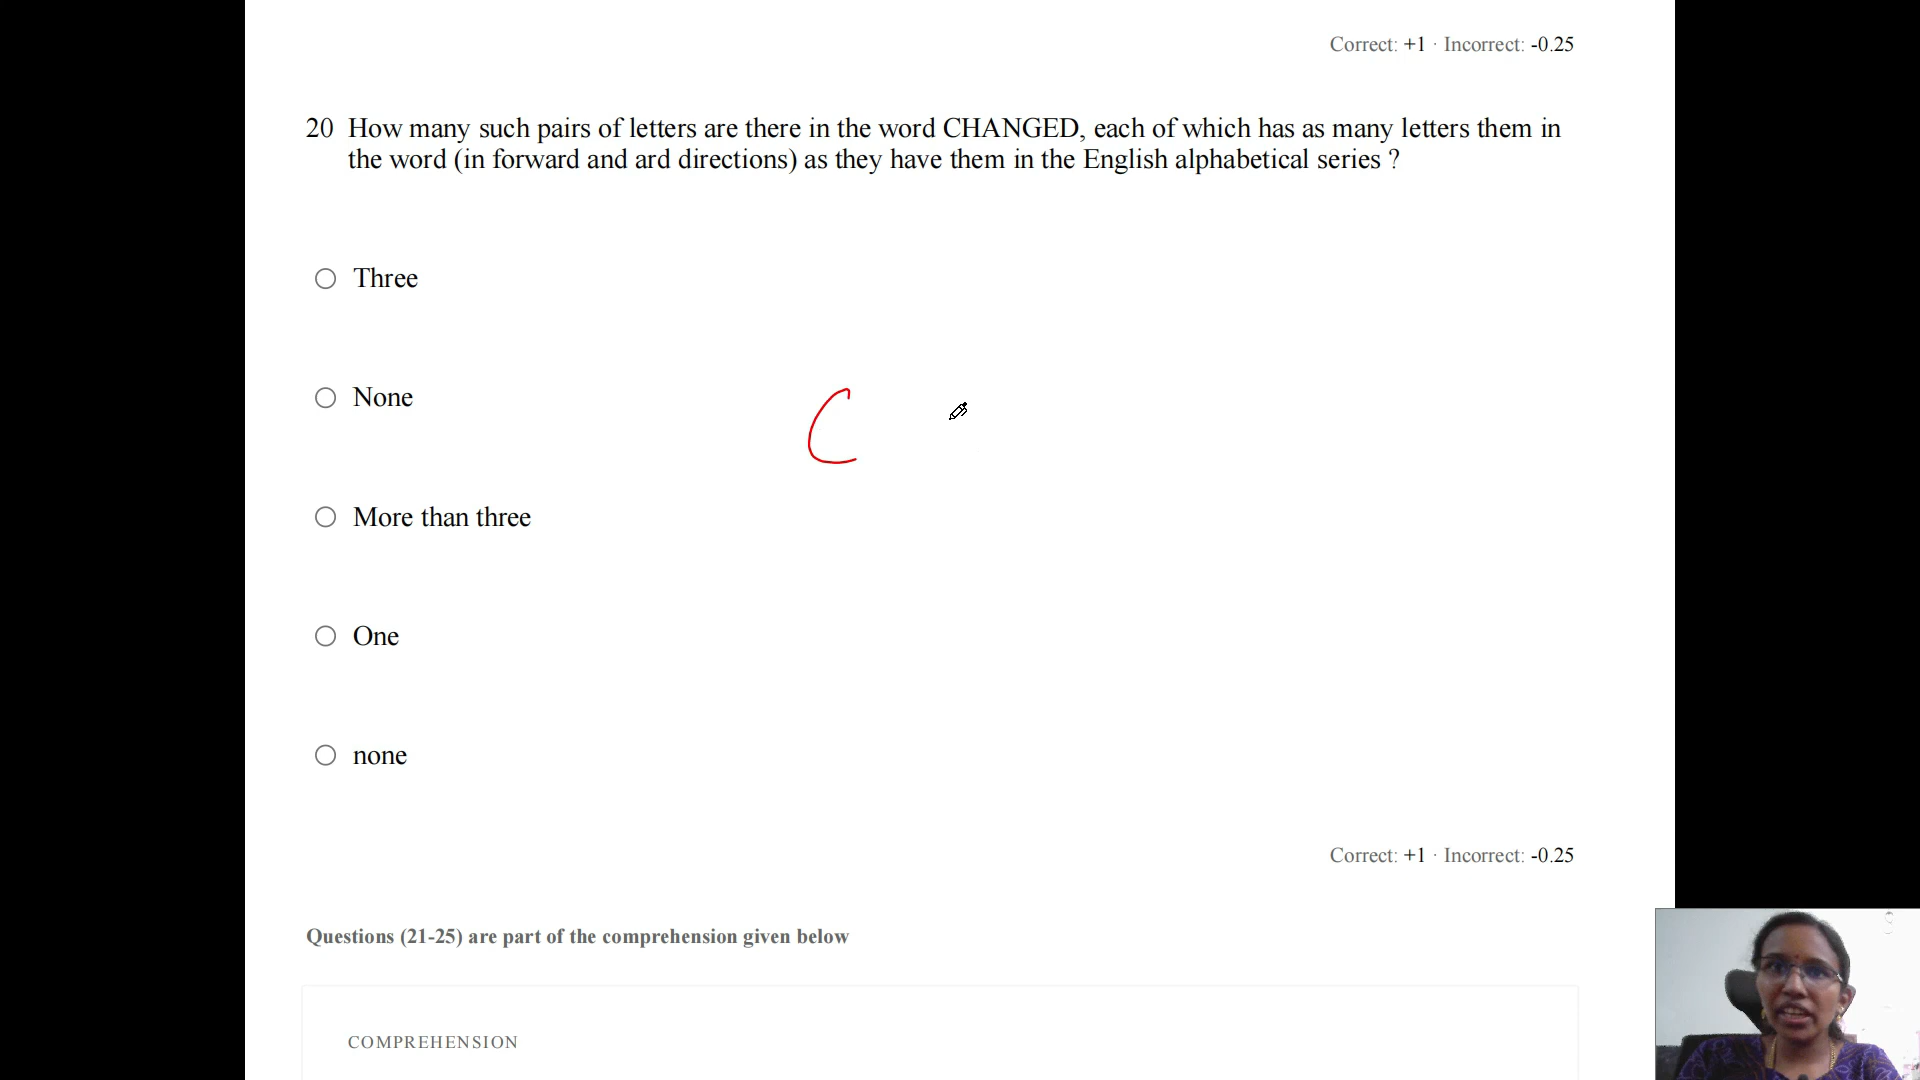 Correct: +1 · Incorrect: -0.25
20 How many such pairs of letters are there in the word CHANGED, each of which has as many letters them in
the word (in forward and ard directions) as they have them in the English alphabetical series ?
Three
None
C
More than three
One
none
Correct: +1 · Incorrect: -0.25
Questions (21-25) are part of the comprehension given below
COMPREHENSION